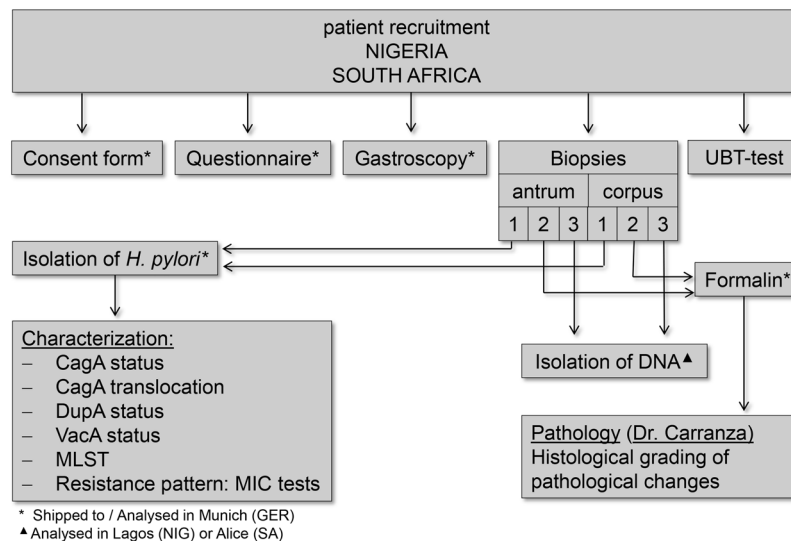 patient recruitment
NIGERIA
SOUTH AFRICA
Consent form*
Questionnaire*
Gastroscopy*
Biopsies
UBT-test
antrum
corpus
1 2 3 1 2 3
Isolation of H. pylori*
Formalin*
Characterization:
– CagA status
– CagA translocation
– DupA status
– VacA status
– MLST
– Resistance pattern: MIC tests
Isolation of DNA▲
Pathology (Dr. Carranza)
Histological grading of
pathological changes
* Shipped to / Analysed in Munich (GER)
▲ Analysed in Lagos (NIG) or Alice (SA)